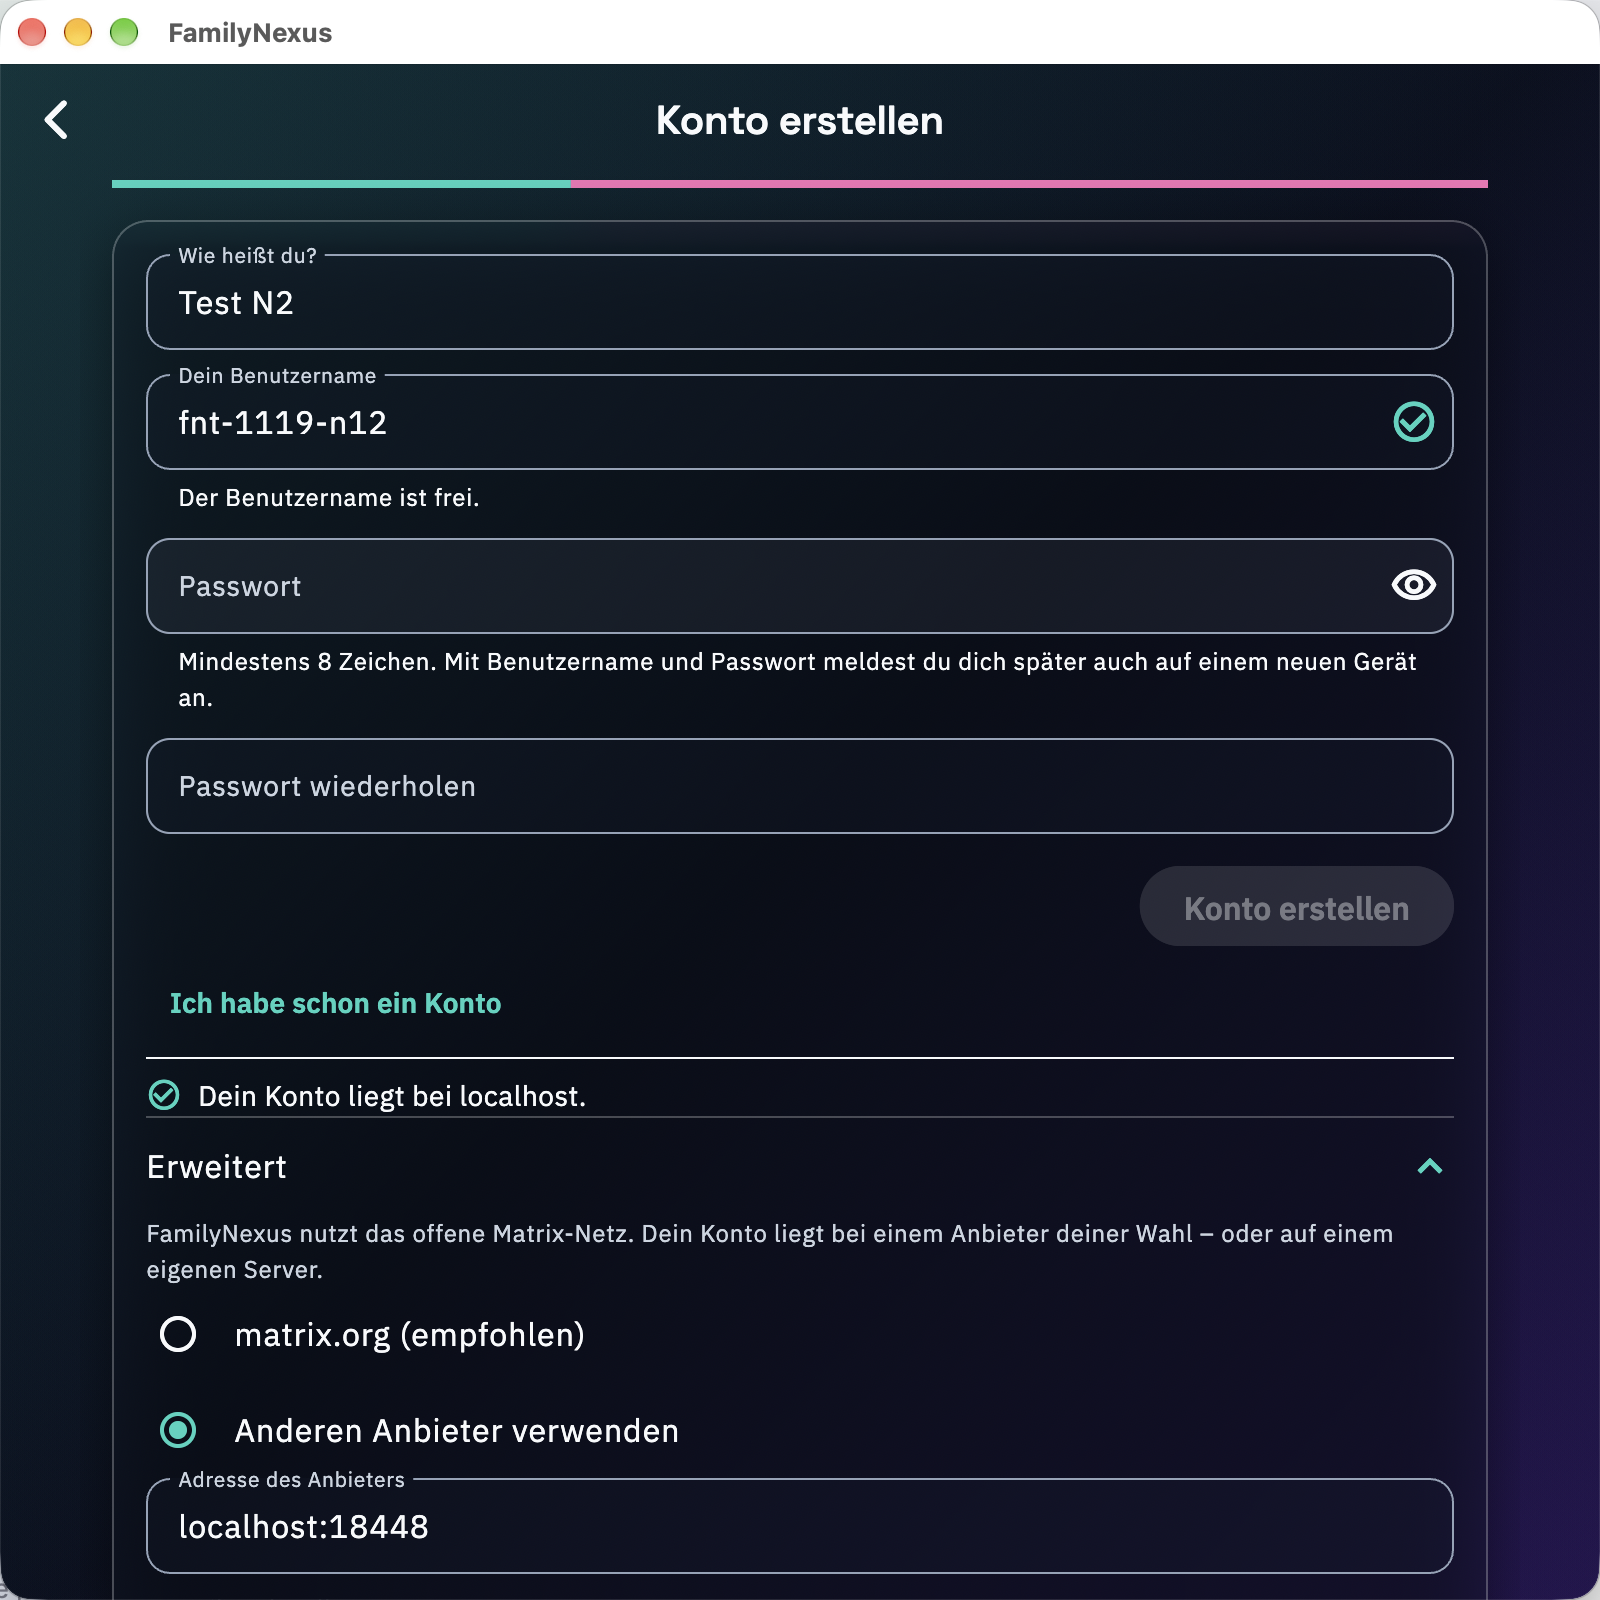 FamilyNexus
Konto erstellen
Wie heißt du?
Test N2
Dein Benutzername
fnt-1119-n12
Der Benutzername ist frei.
Passwort
Mindestens 8 Zeichen. Mit Benutzername und Passwort meldest du dich später auch auf einem neuen Gerät
an.
Passwort wiederholen
Konto erstellen
Ich habe schon ein Konto
Dein Konto liegt bei localhost.
Erweitert
FamilyNexus nutzt das offene Matrix-Netz. Dein Konto liegt bei einem Anbieter deiner Wahl – oder auf einem
eigenen Server.
matrix.org (empfohlen)
Anderen Anbieter verwenden
Adresse des Anbieters
localhost:18448